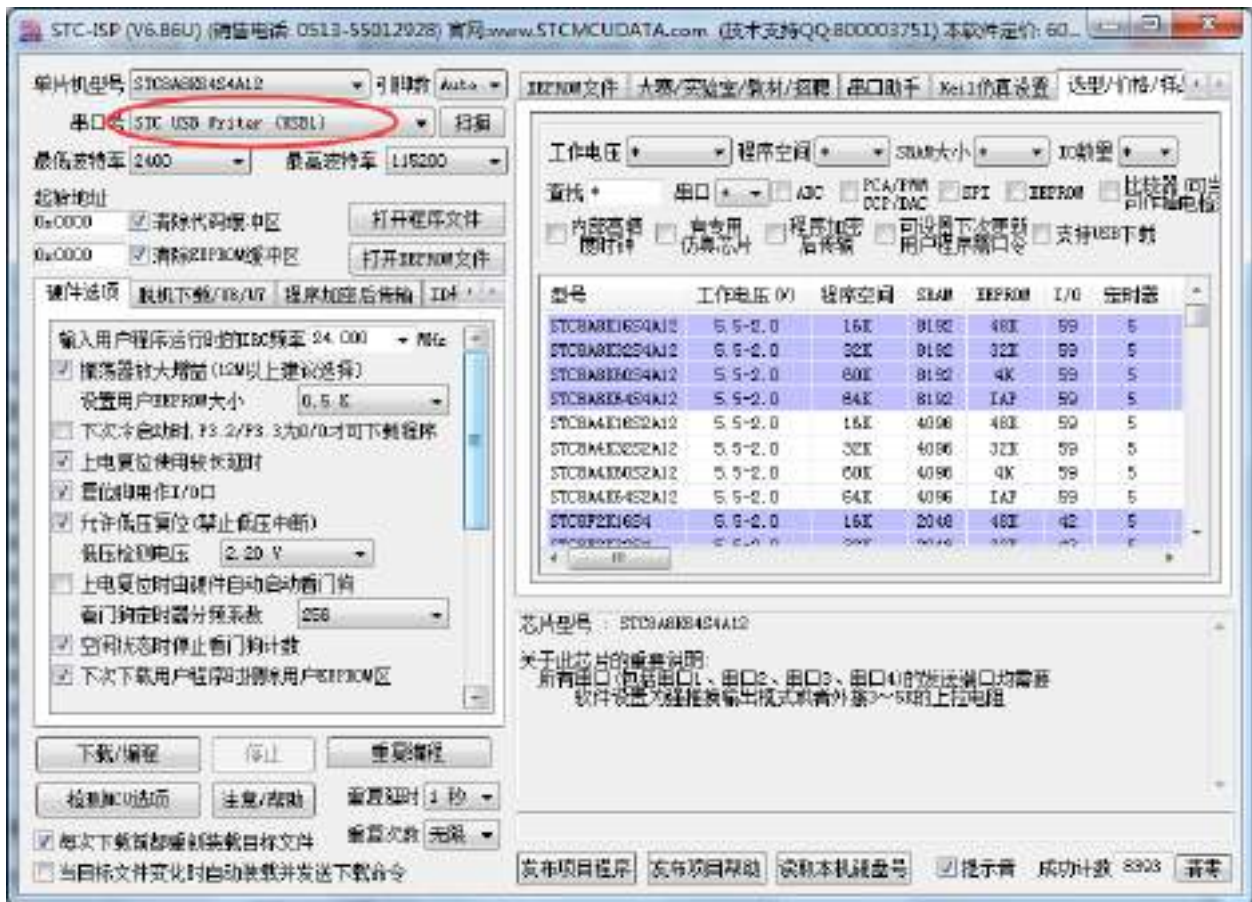 STC-ISP (V6.86U) (销售电话: 0513-55012928) 官网:www.STCMCUDATA.com (技术支持QQ:800003751) 本软件定价: 60...
单片机型号 STC8A8K64S4A12 引脚数 Auto
串口号 STC USB Writer (USB1) 扫描
最低波特率 2400 最高波特率 115200
起始地址
0x0000 清除代码缓冲区 打开程序文件
0x0000 清除EEPROM缓冲区 打开EEPROM文件
硬件选项 脱机下载/U8/U7 程序加密后传输
输入用户程序运行时的IRC频率 24.000 MHz
振荡器放大增益(12M以上建议选择)
设置用户EEPROM大小 0.5 K
下次冷启动时, P3.2/P3.3为0/0才可下载程序
上电复位使用较长延时
复位脚用作I/O口
允许低压复位(禁止低压中断)
低压检测电压 2.20 V
上电复位时由硬件自动启动看门狗
看门狗定时器分频系数 256
空闲状态时停止看门狗计数
下次下载用户程序时擦除用户EEPROM区
下载/编程 停止 重复编程
检测MCU选项 注意/帮助 重复延时 1 秒
每次下载前都重新装载目标文件 重复次数 无限
当目标文件变化时自动装载并发送下载命令
EEPROM文件 大赛/实验室/教材/招聘 串口助手 Keil仿真设置 选型/价格/样
工作电压 * 程序空间 * SRAM大小 * IO数量 *
查找 * 串口 * ADC PCA/PWM CCP/DAC SPI EEPROM 比较器(可当
可作掉电检
内部高精度时钟 有专用仿真芯片 程序加密后传输 可设置下次更新用户程序需口令 支持USB下载
型号 工作电压(V) 程序空间 SRAM EEPROM I/O 定时器
STC8A8K16S4A12 5.5-2.0 16K 8192 48K 59 5
STC8A8K32S4A12 5.5-2.0 32K 8192 32K 59 5
STC8A8K60S4A12 5.5-2.0 60K 8192 4K 59 5
STC8A8K64S4A12 5.5-2.0 64K 8192 IAP 59 5
STC8A4K16S2A12 5.5-2.0 16K 4096 48K 59 5
STC8A4K32S2A12 5.5-2.0 32K 4096 32K 59 5
STC8A4K60S2A12 5.5-2.0 60K 4096 4K 59 5
STC8A4K64S2A12 5.5-2.0 64K 4096 IAP 59 5
STC8F2K16S4 5.5-2.0 16K 2048 48K 42 5
芯片型号 : STC8A8K64S4A12
关于此芯片的重要说明:
所有串口(包括串口1、串口2、串口3、串口4)的发送端口均需要
软件设置为强推挽输出模式或者外接3~5K的上拉电阻
发布项目程序 发布项目帮助 读取本机硬盘号 提示音 成功计数 8393 清零